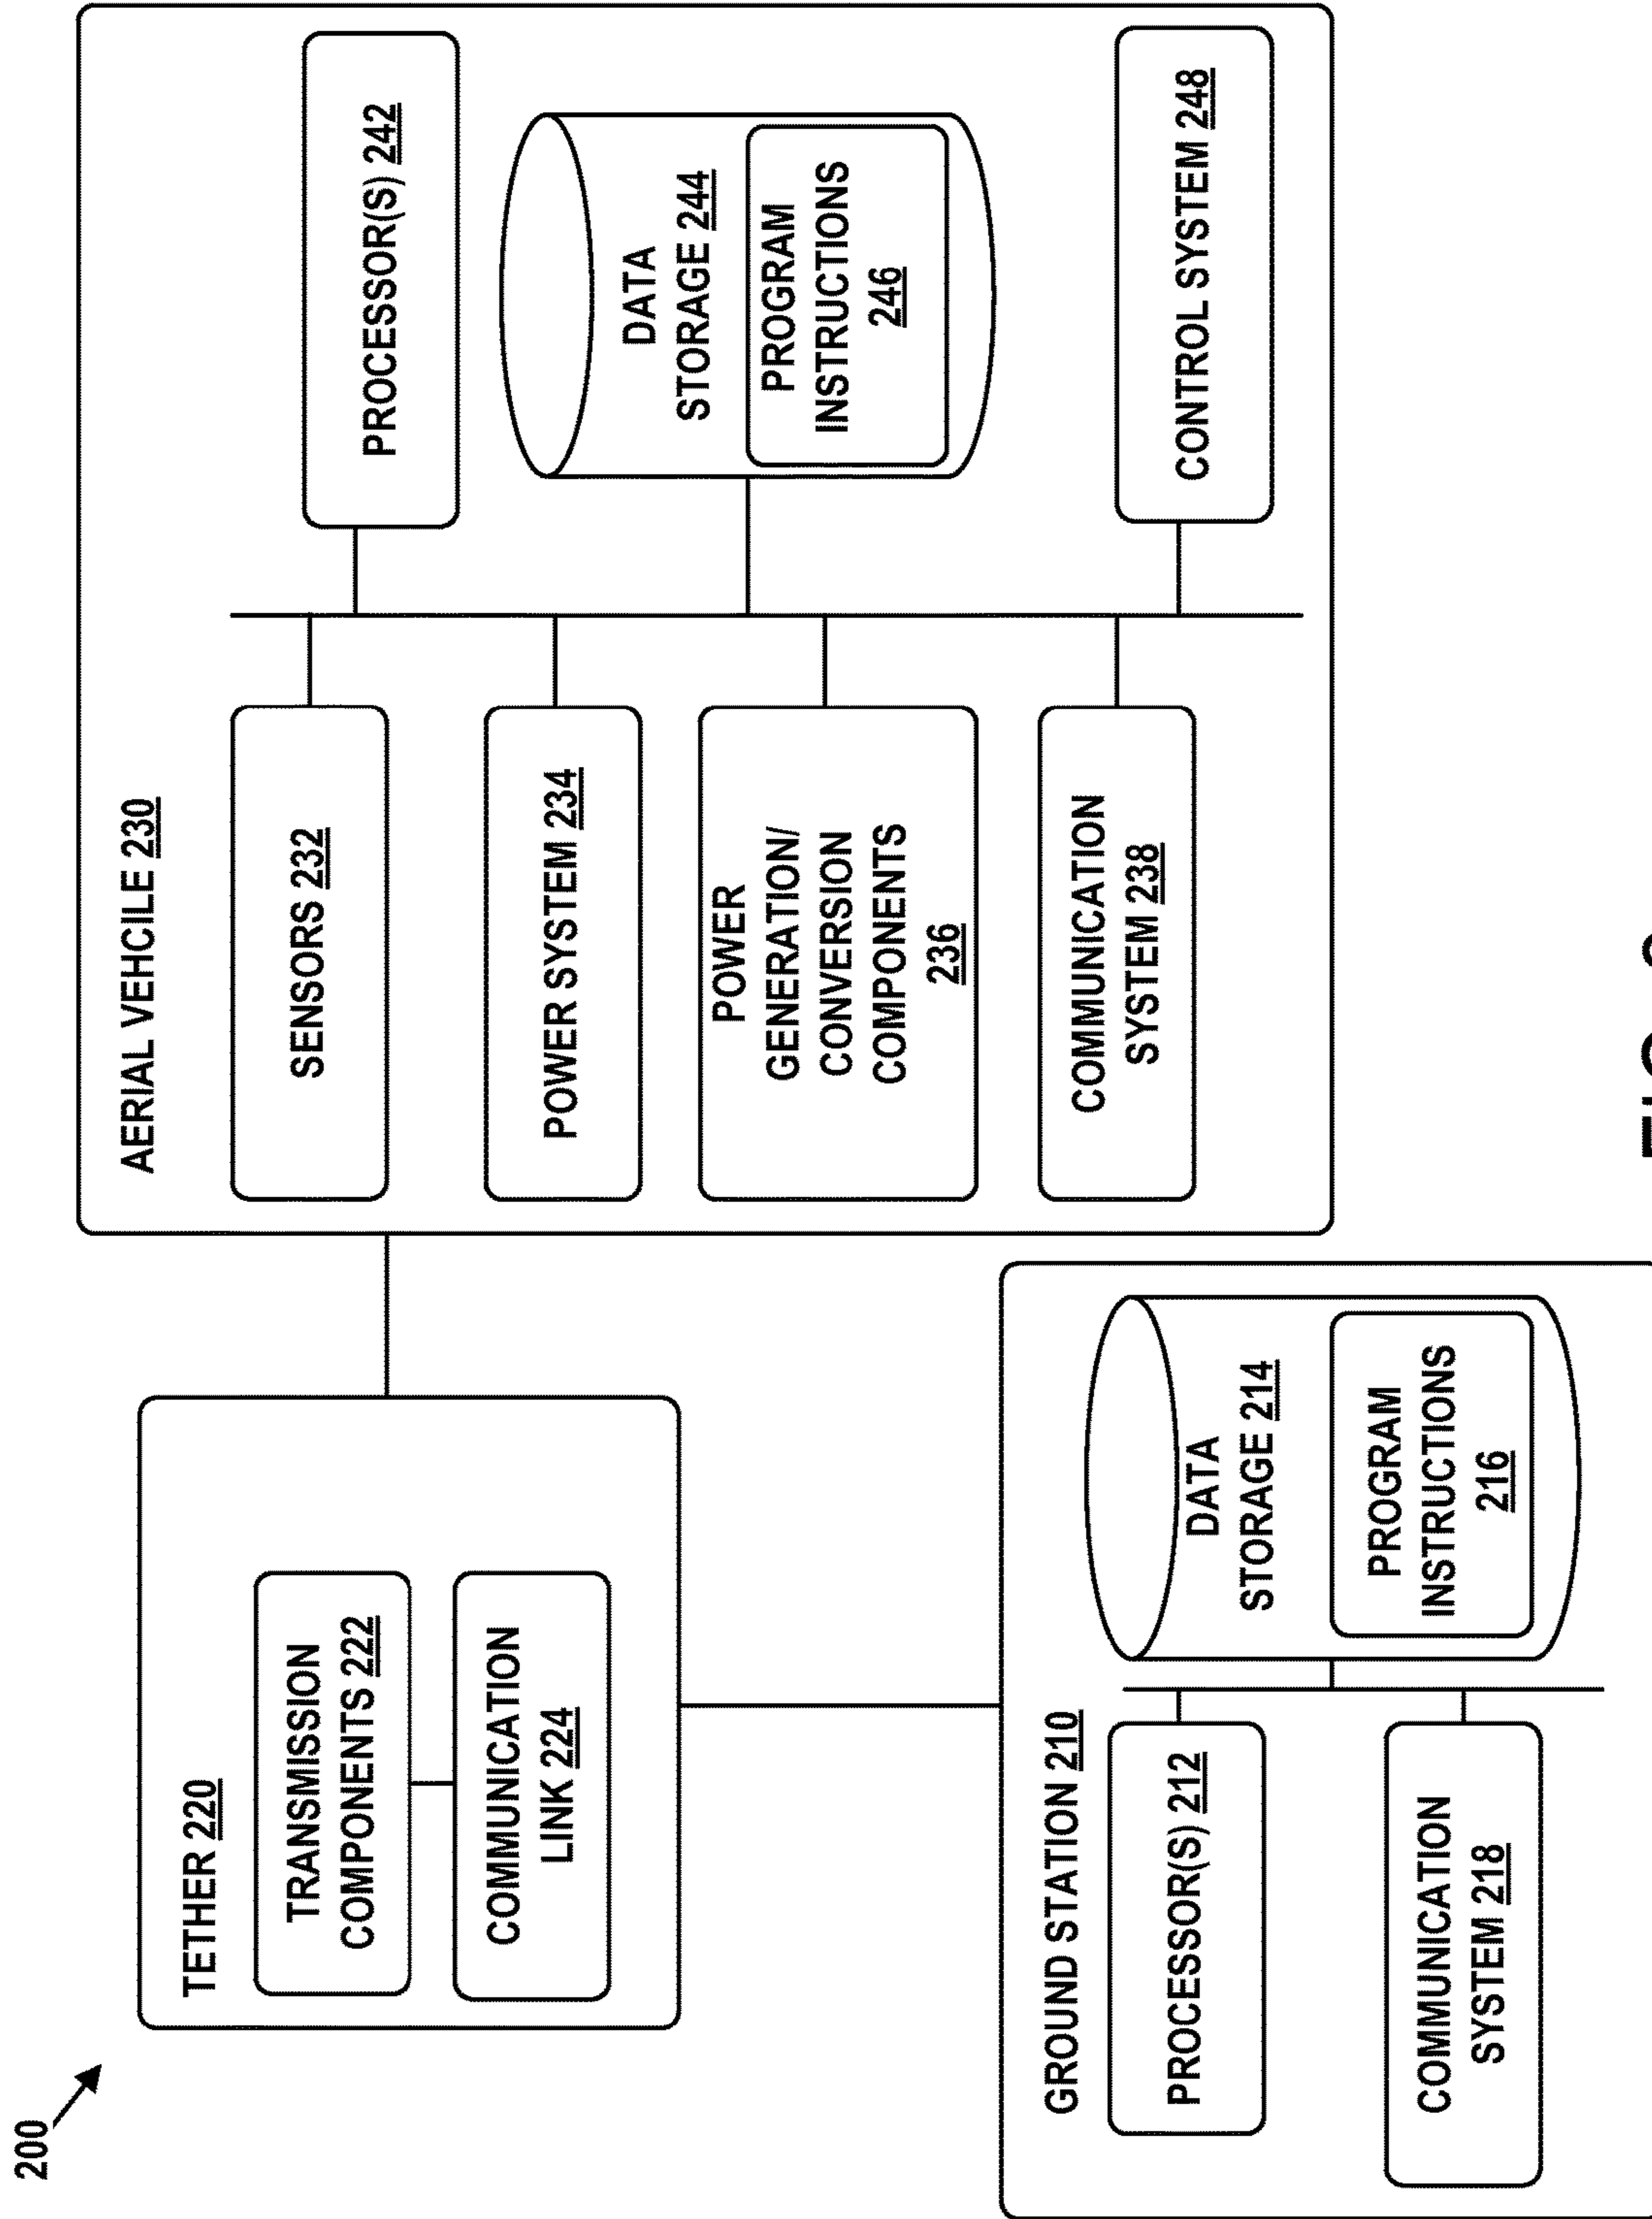 200
TETHER 220
TRANSMISSION
COMPONENTS 222
COMMUNICATION
LINK 224
AERIAL VEHCILE 230
SENSORS 232
POWER SYSTEM 234
POWER
GENERATION/
CONVERSION
COMPONENTS
236
COMMUNICATION
SYSTEM 238
PROCESSOR(S) 242
DATA
STORAGE 244
PROGRAM
INSTRUCTIONS
246
CONTROL SYSTEM 248
GROUND STATION 210
PROCESSOR(S) 212
COMMUNICATION
SYSTEM 218
DATA
STORAGE 214
PROGRAM
INSTRUCTIONS
216